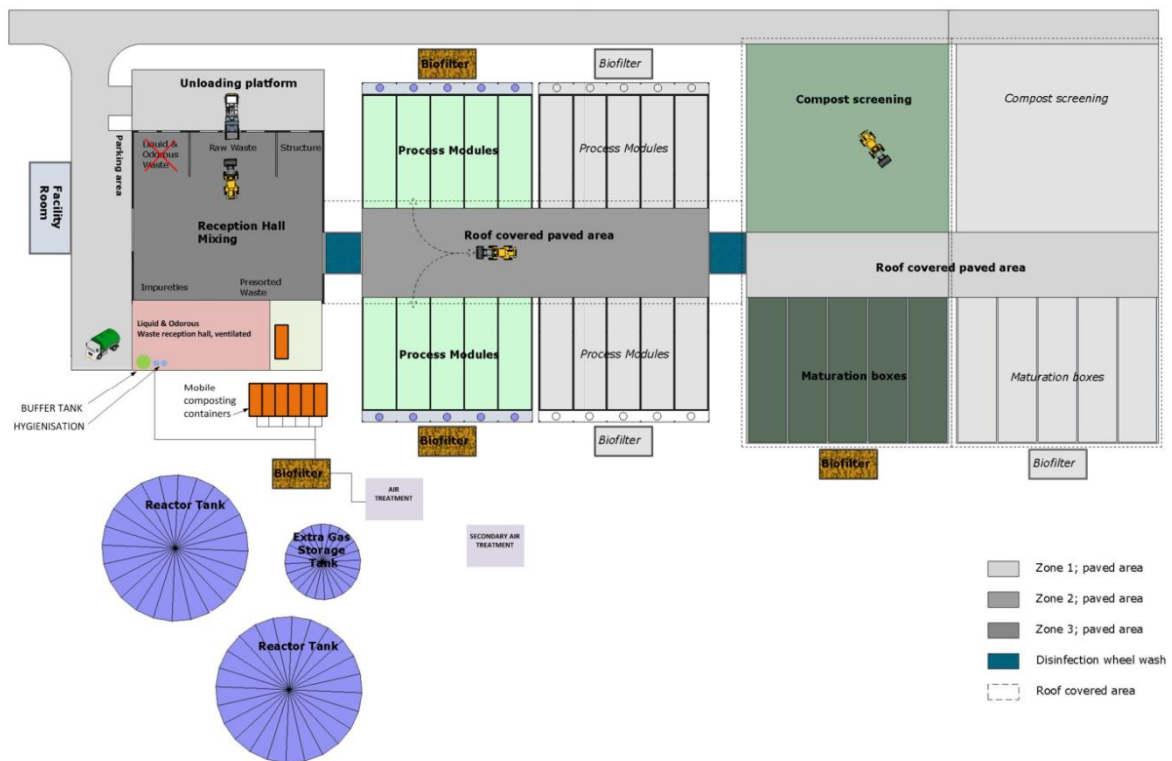 Biofilter
Biofilter
Unloading platform
Compost screening
Compost screening
Parking area
Liquid &
Odorous
Waste
Raw Waste
Structure
Process Modules
Process Modules
Facility
Room
Reception Hall
Mixing
Roof covered paved area
Roof covered paved area
Impureties
Presorted
Waste
Liquid & Odorous
Waste reception hall, ventilated
Process Modules
Process Modules
Maturation boxes
Maturation boxes
BUFFER TANK
HYGIENISATION
Mobile
composting
containers
Biofilter
Biofilter
Biofilter
Biofilter
Biofilter
AIR
TREATMENT
Reactor Tank
Extra Gas
Storage
Tank
SECONDARY AIR
TREATMENT
Reactor Tank
Zone 1; paved area
Zone 2; paved area
Zone 3; paved area
Disinfection wheel wash
Roof covered area